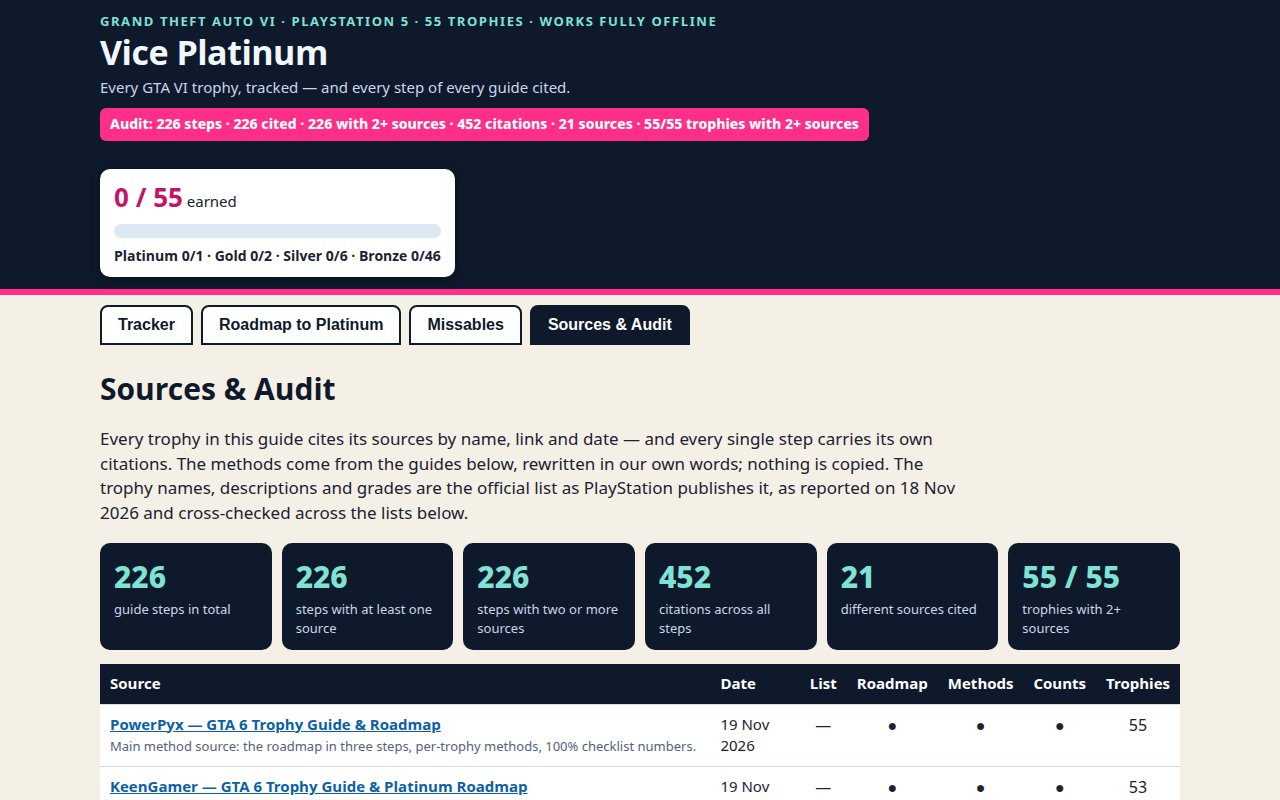 GRAND THEFT AUTO VI · PLAYSTATION 5 · 55 TROPHIES · WORKS FULLY OFFLINE
Vice Platinum
Every GTA VI trophy, tracked — and every step of every guide cited.
Audit: 226 steps · 226 cited · 226 with 2+ sources · 452 citations · 21 sources · 55/55 trophies with 2+ sources
0 / 55 earned
Platinum 0/1 · Gold 0/2 · Silver 0/6 · Bronze 0/46
Tracker Roadmap to Platinum Missables Sources & Audit
Sources & Audit
Every trophy in this guide cites its sources by name, link and date — and every single step carries its own
citations. The methods come from the guides below, rewritten in our own words; nothing is copied. The
trophy names, descriptions and grades are the official list as PlayStation publishes it, as reported on 18 Nov
2026 and cross-checked across the lists below.
226
guide steps in total
226
steps with at least one
source
226
steps with two or more
sources
452
citations across all
steps
21
different sources cited
55 / 55
trophies with 2+
sources
Source Date List Roadmap Methods Counts Trophies
PowerPyx — GTA 6 Trophy Guide & Roadmap 19 Nov — ● ● ● 55
Main method source: the roadmap in three steps, per-trophy methods, 100% checklist numbers. 2026
KeenGamer — GTA 6 Trophy Guide & Platinum Roadmap 19 Nov — ● ● ● 53